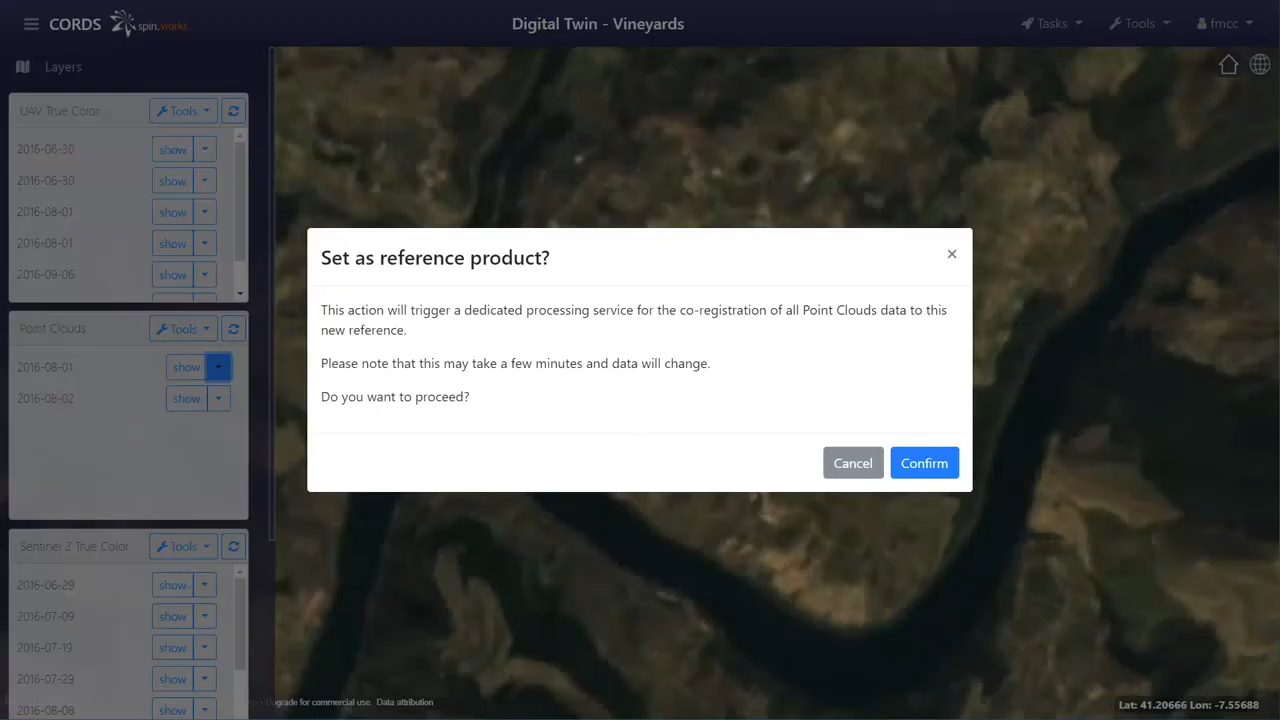 CORDS
spin.works
Digital Twin - Vineyards
Tasks
Tools
fmcc
Layers
UAV True Color
Tools
2016-06-30
show
2016-06-30
show
2016-08-01
show
2016-08-01
show
2016-09-06
show
Point Clouds
Tools
2016-08-01
show
2016-08-02
show
Sentinel 2 True Color
Tools
2016-06-29
show
2016-07-09
show
2016-07-19
show
2016-07-29
show
2016-08-08
show
Set as reference product?
×
This action will trigger a dedicated processing service for the co-registration of all Point Clouds data to this
new reference.
Please note that this may take a few minutes and data will change.
Do you want to proceed?
Cancel
Confirm
Upgrade for commercial use. Data attribution
Lat: 41.20666 Lon: -7.55688